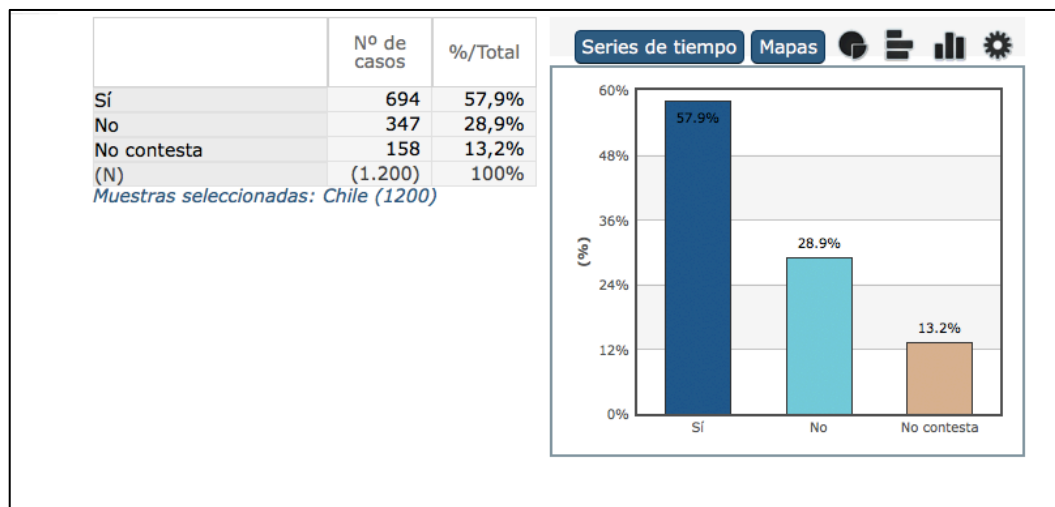 Nº de casos %/Total
Sí 694 57,9%
No 347 28,9%
No contesta 158 13,2%
(N) (1.200) 100%
Muestras seleccionadas: Chile (1200)
Series de tiempo Mapas
60%
48%
36%
24%
12%
0%
(%)
57.9%
28.9%
13.2%
Sí No No contesta